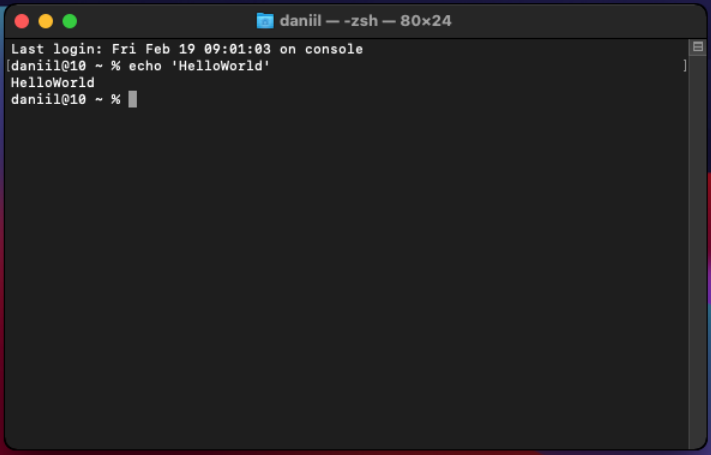 daniil — -zsh — 80×24
Last login: Fri Feb 19 09:01:03 on console
[daniil@10 ~ % echo 'HelloWorld' ]
HelloWorld
daniil@10 ~ %